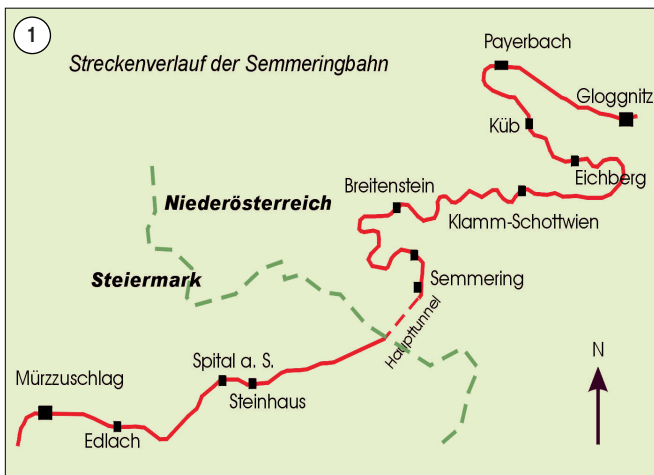 1
Streckenverlauf der Semmeringbahn
Payerbach
Gloggnitz
Küb
Eichberg
Breitenstein
Klamm-Schottwien
Niederösterreich
Steiermark
Semmering
Haupttunnel
N
Spital a. S.
Steinhaus
Mürzzuschlag
Edlach